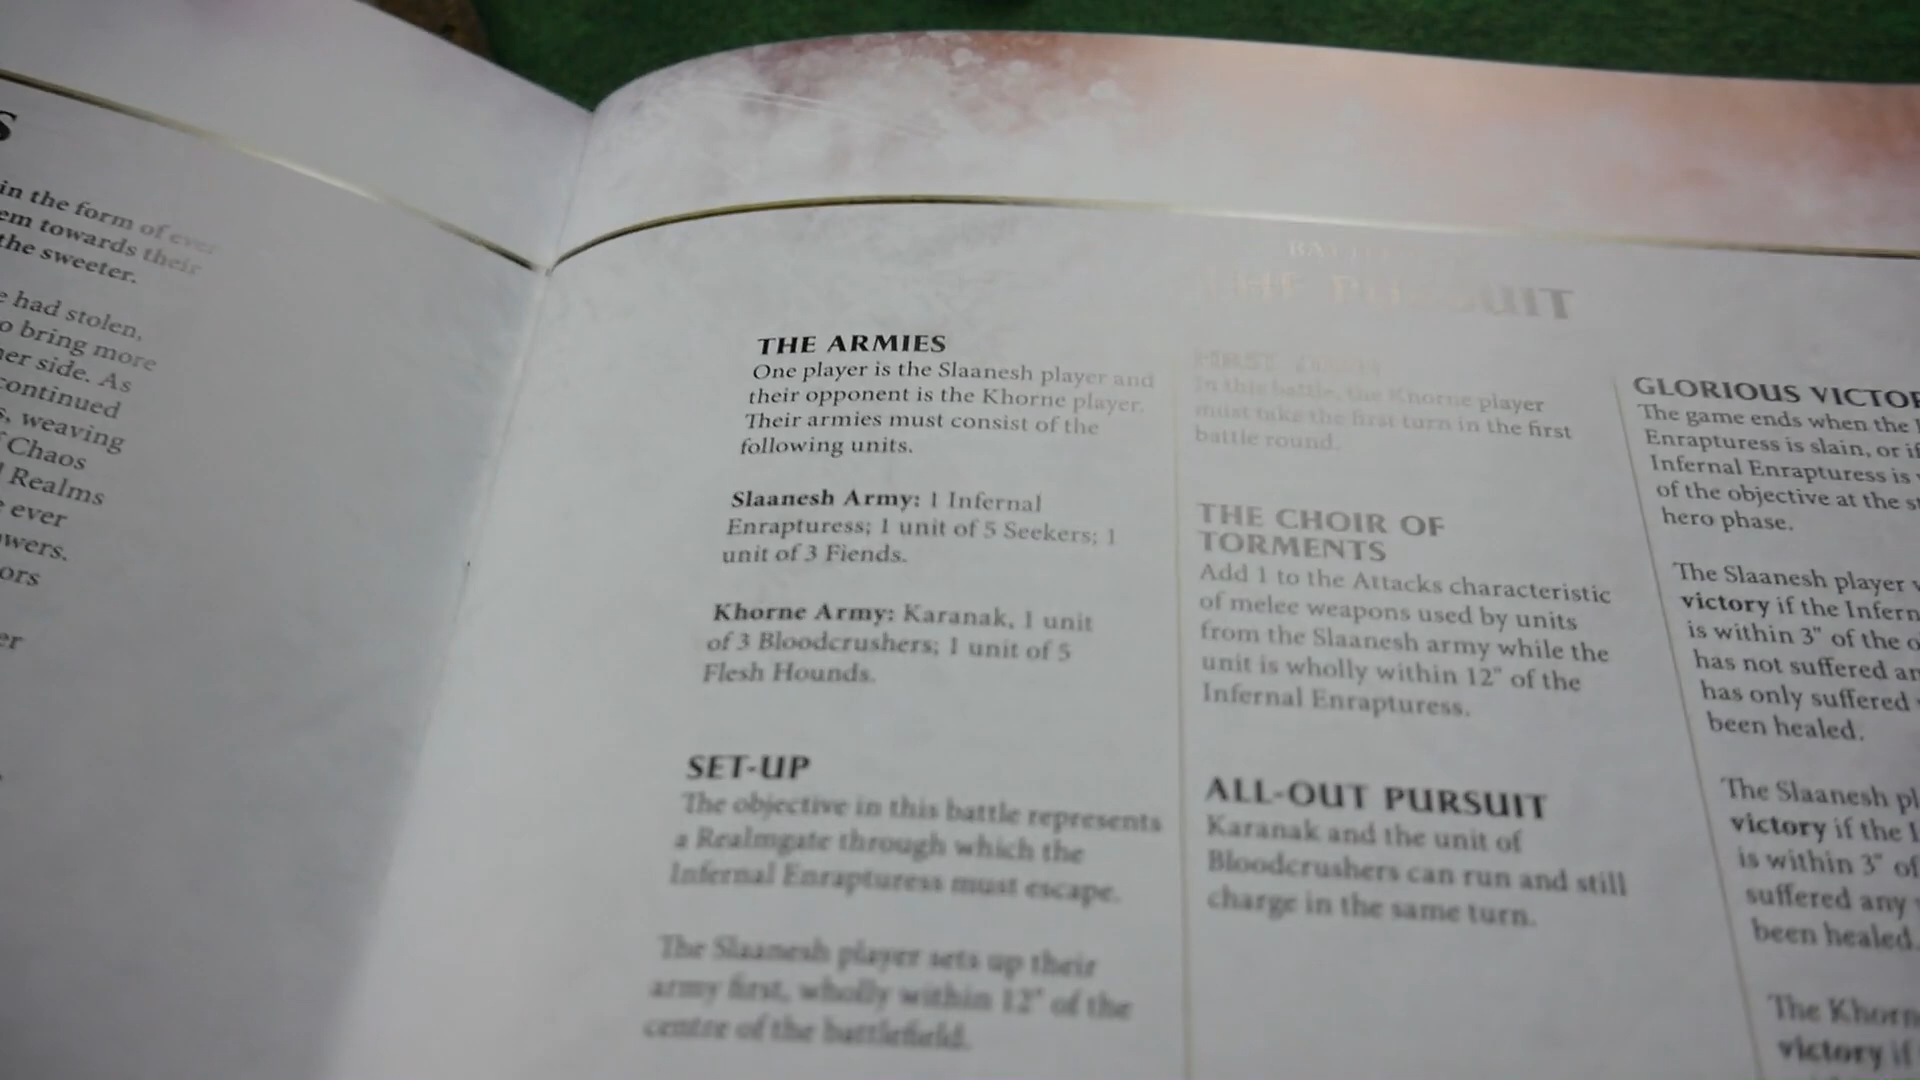 S
in the form of ever
em towards their
the sweeter.
e had stolen,
o bring more
er side. As
continued
s, weaving
f Chaos
l Realms
e ever
owers.
ors
er
BATTLEPLAN
THE PURSUIT
THE ARMIES
One player is the Slaanesh player and
their opponent is the Khorne player.
Their armies must consist of the
following units.
Slaanesh Army: 1 Infernal
Enrapturess; 1 unit of 5 Seekers; 1
unit of 3 Fiends.
Khorne Army: Karanak, 1 unit
of 3 Bloodcrushers; 1 unit of 5
Flesh Hounds.
SET-UP
The objective in this battle represents
a Realmgate through which the
Infernal Enrapturess must escape.
The Slaanesh player sets up their
army first, wholly within 12" of the
centre of the battlefield.
FIRST TURN
In this battle, the Khorne player
must take the first turn in the first
battle round.
THE CHOIR OF
TORMENTS
Add 1 to the Attacks characteristic
of melee weapons used by units
from the Slaanesh army while the
unit is wholly within 12" of the
Infernal Enrapturess.
ALL-OUT PURSUIT
Karanak and the unit of
Bloodcrushers can run and still
charge in the same turn.
GLORIOUS VICTOR
The game ends when the
Enrapturess is slain, or if
Infernal Enrapturess is
of the objective at the st
hero phase.
The Slaanesh player
victory if the Infern
is within 3" of the o
has not suffered an
has only suffered
been healed.
The Slaanesh pl
victory if the I
is within 3" of
suffered any
been healed.
The Khorn
victory if